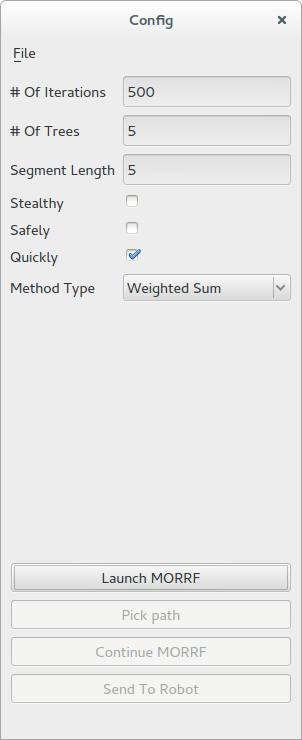 Config
File
# Of Iterations 500
# Of Trees 5
Segment Length 5
Stealthy
Safely
Quickly
Method Type Weighted Sum
Launch MORRF
Pick path
Continue MORRF
Send To Robot